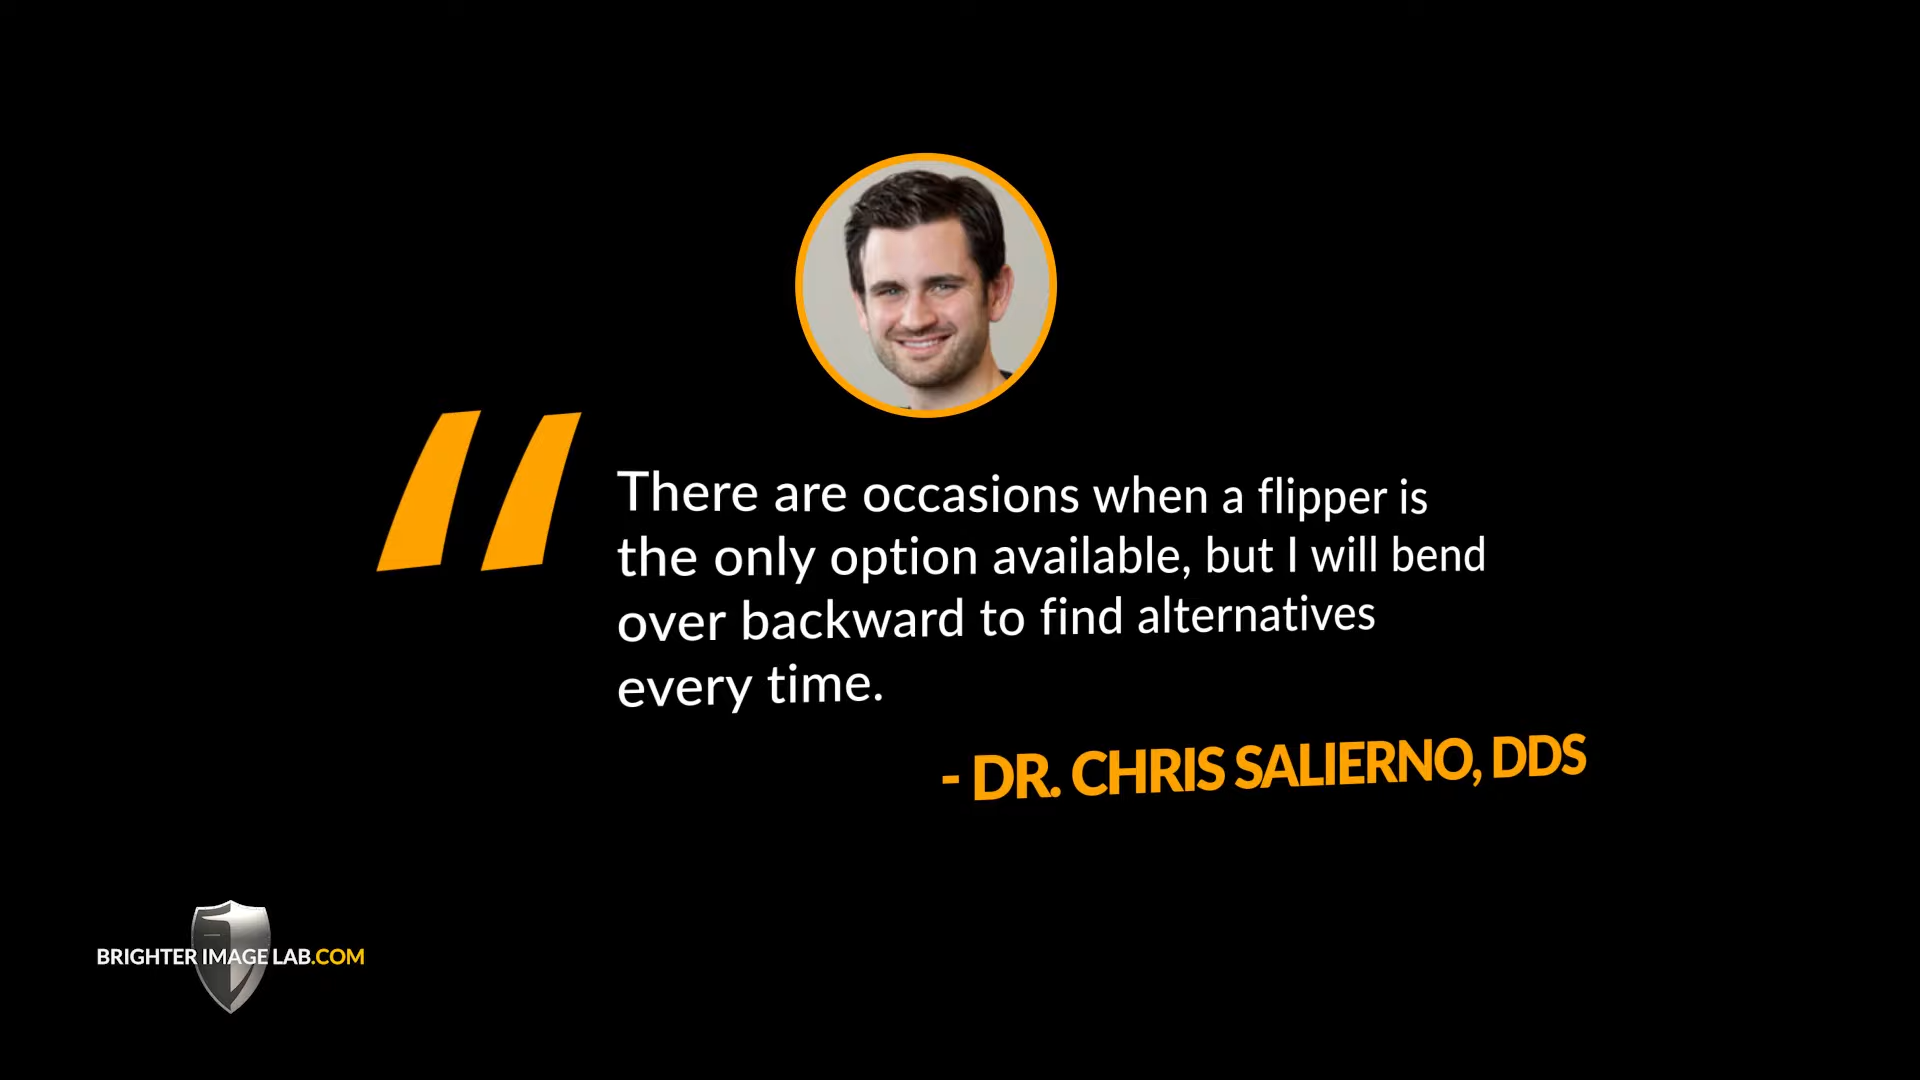 There are occasions when a flipper is
the only option available, but I will bend
over backward to find alternatives
every time.
- DR. CHRIS SALIERNO, DDS
BRIGHTER IMAGE LAB.COM